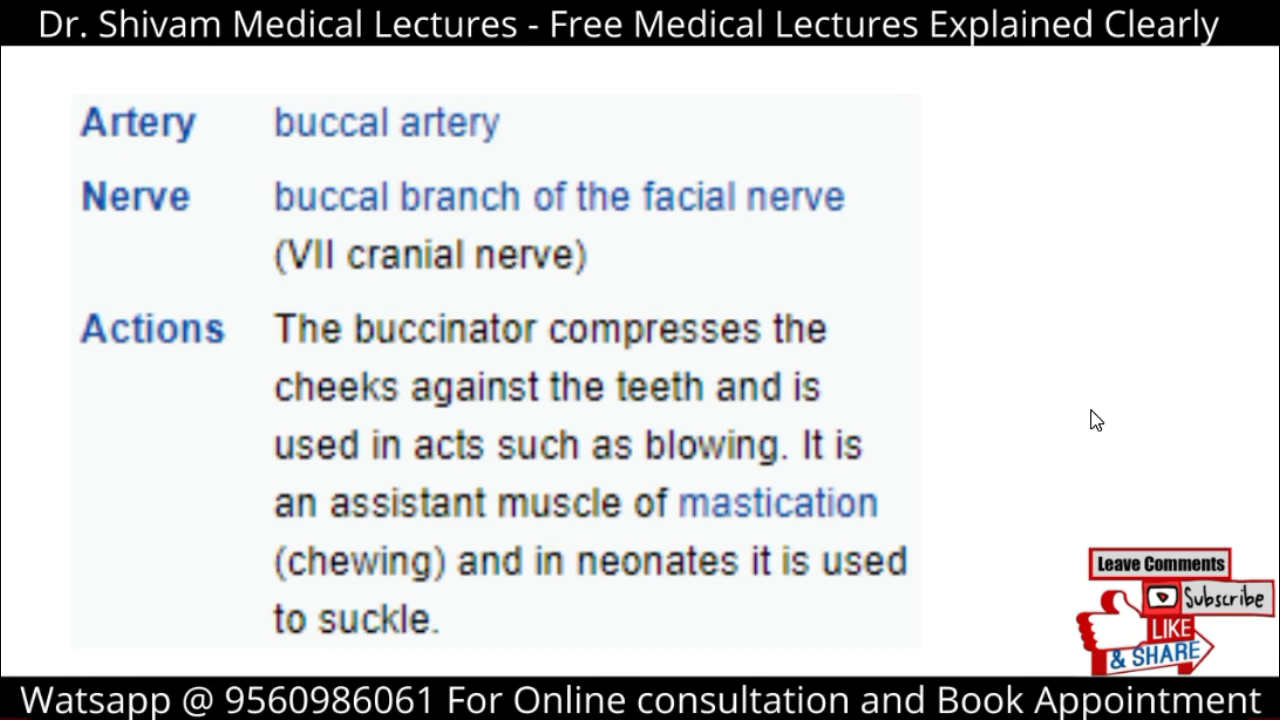 Dr. Shivam Medical Lectures - Free Medical Lectures Explained Clearly
Artery buccal artery
Nerve buccal branch of the facial nerve
(VII cranial nerve)
Actions The buccinator compresses the
cheeks against the teeth and is
used in acts such as blowing. It is
an assistant muscle of mastication
(chewing) and in neonates it is used
to suckle.
Leave Comments
Subscribe
LIKE
& SHARE
Watsapp @ 9560986061 For Online consultation and Book Appointment